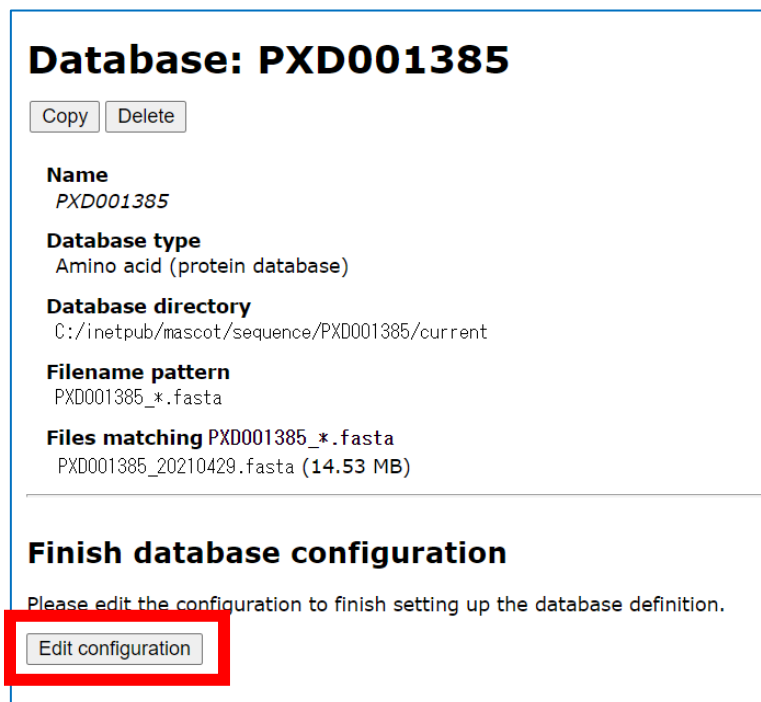 Database: PXD001385
Copy Delete
Name
PXD001385
Database type
Amino acid (protein database)
Database directory
C:/inetpub/mascot/sequence/PXD001385/current
Filename pattern
PXD001385_*.fasta
Files matching PXD001385_*.fasta
PXD001385_20210429.fasta (14.53 MB)
Finish database configuration
Please edit the configuration to finish setting up the database definition.
Edit configuration